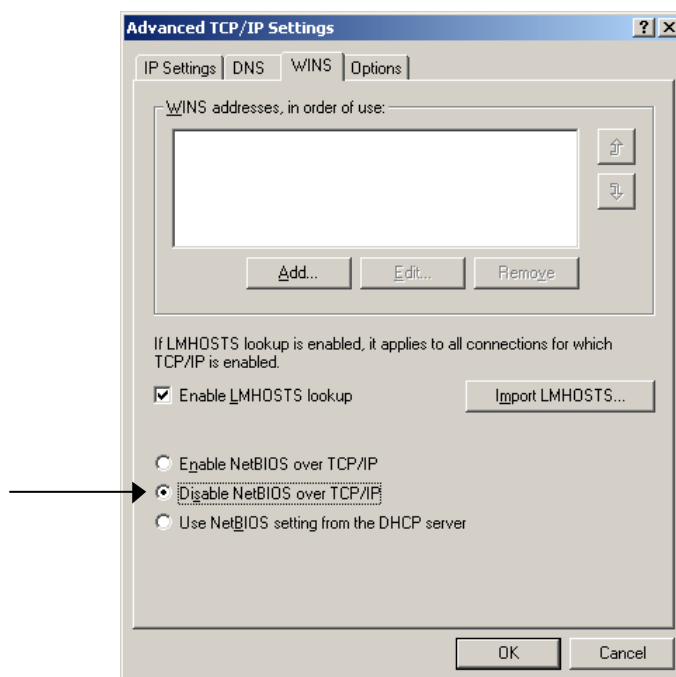 Advanced TCP/IP Settings
IP Settings DNS WINS Options
WINS addresses, in order of use:
Add... Edit... Remove
If LMHOSTS lookup is enabled, it applies to all connections for which
TCP/IP is enabled.
Enable LMHOSTS lookup Import LMHOSTS...
Enable NetBIOS over TCP/IP
Disable NetBIOS over TCP/IP
Use NetBIOS setting from the DHCP server
OK Cancel